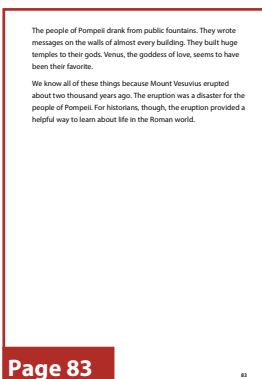 The people of Pompeii drank from public fountains. They wrote
messages on the walls of almost every building. They built huge
temples to their gods. Venus, the goddess of love, seems to have
been their favorite.
We know all of these things because Mount Vesuvius erupted
about two thousand years ago. The eruption was a disaster for the
people of Pompeii. For historians, though, the eruption provided a
helpful way to learn about life in the Roman world.
Page 83
83